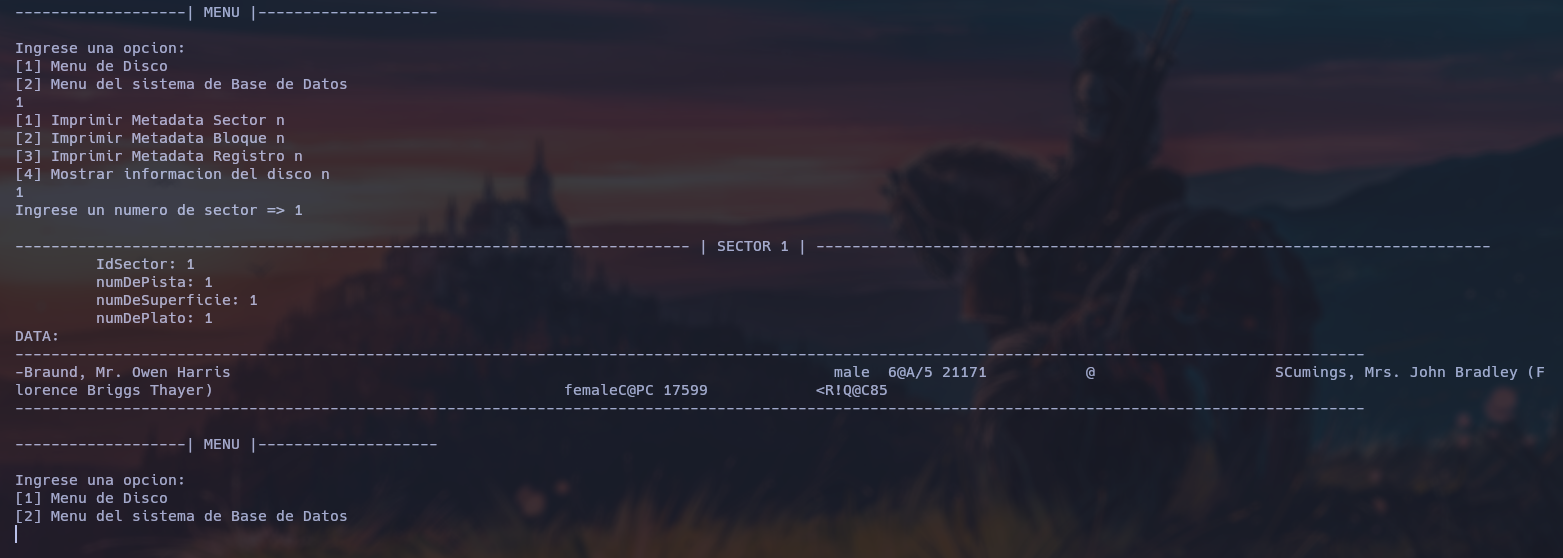 -------------------| MENU |--------------------
Ingrese una opcion:
[1] Menu de Disco
[2] Menu del sistema de Base de Datos
1
[1] Imprimir Metadata Sector n
[2] Imprimir Metadata Bloque n
[3] Imprimir Metadata Registro n
[4] Mostrar informacion del disco n
1
Ingrese un numero de sector => 1
--------------------------------------------------------------------------- | SECTOR 1 | ---------------------------------------------------------------------------
IdSector: 1
numDePista: 1
numDeSuperficie: 1
numDePlato: 1
DATA:
------------------------------------------------------------------------------------------------------------------------------------------------------
-Braund, Mr. Owen Harris male 6@A/5 21171 @ SCumings, Mrs. John Bradley (F
lorence Briggs Thayer) femaleC@PC 17599 <R!Q@C85
------------------------------------------------------------------------------------------------------------------------------------------------------
-------------------| MENU |--------------------
Ingrese una opcion:
[1] Menu de Disco
[2] Menu del sistema de Base de Datos